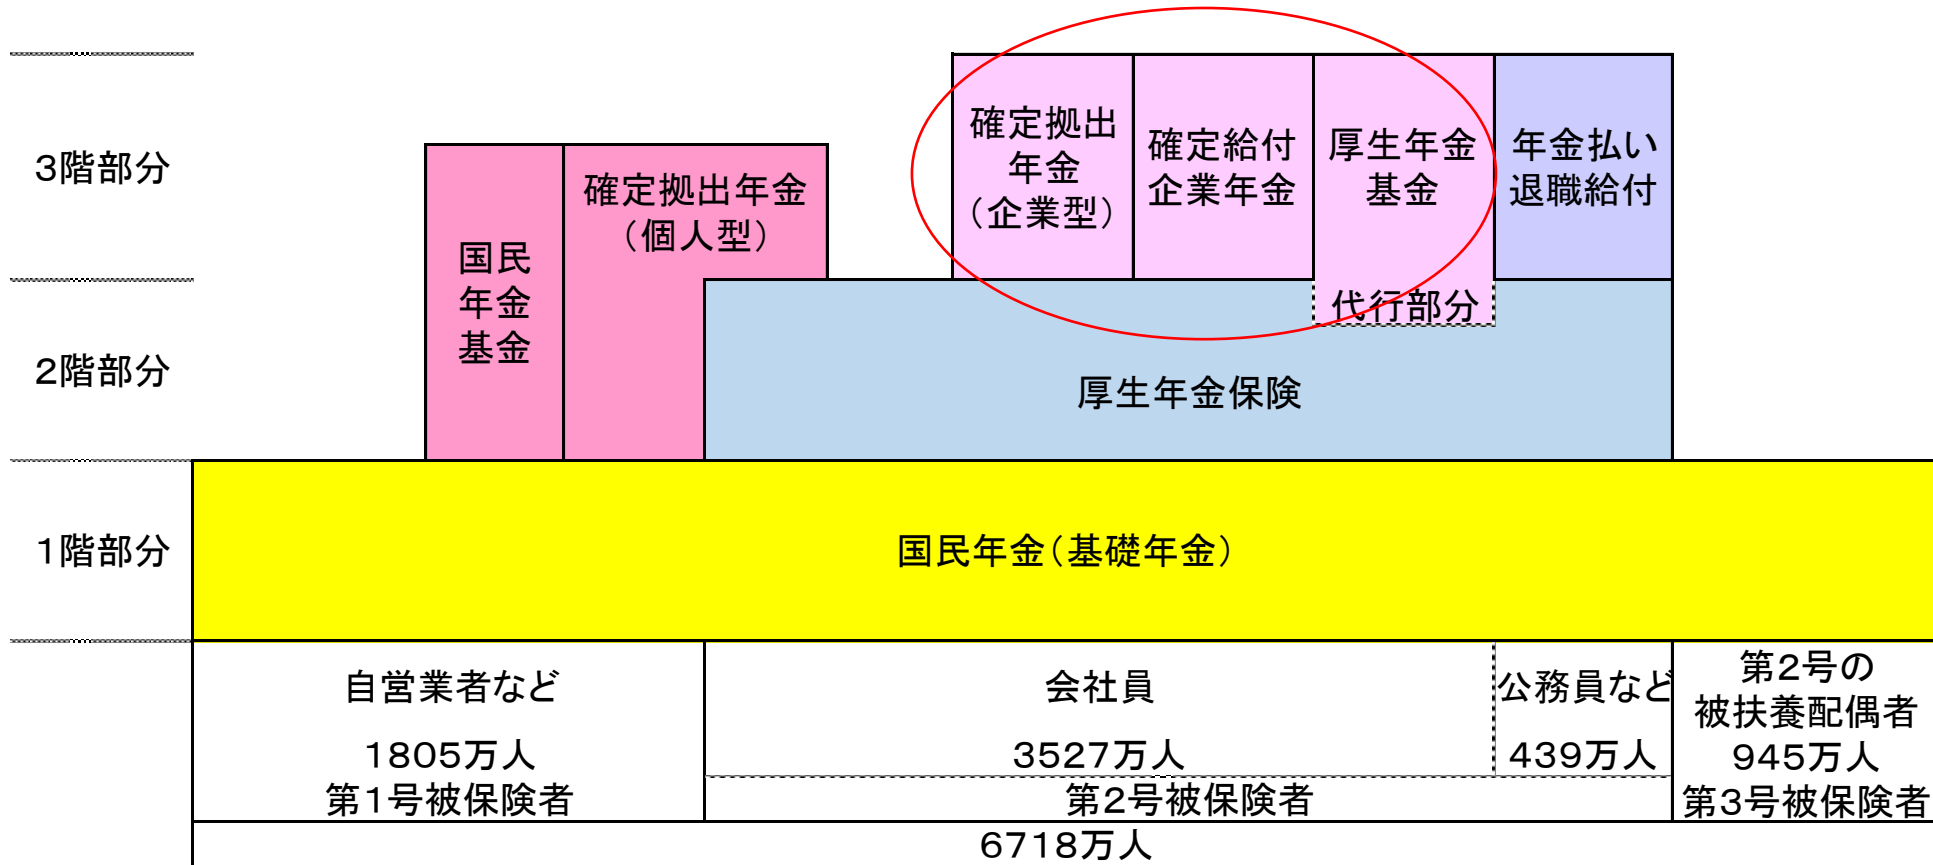 3階部分
2階部分
1階部分
国民
年金
基金
確定拠出年金
（個人型）
確定拠出
年金
（企業型）
確定給付
企業年金
厚生年金
基金
代行部分
年金払い
退職給付
厚生年金保険
国民年金（基礎年金）
自営業者など
1805万人
第1号被保険者
会社員
3527万人
公務員など
439万人
第2号被保険者
第2号の
被扶養配偶者
945万人
第3号被保険者
6718万人